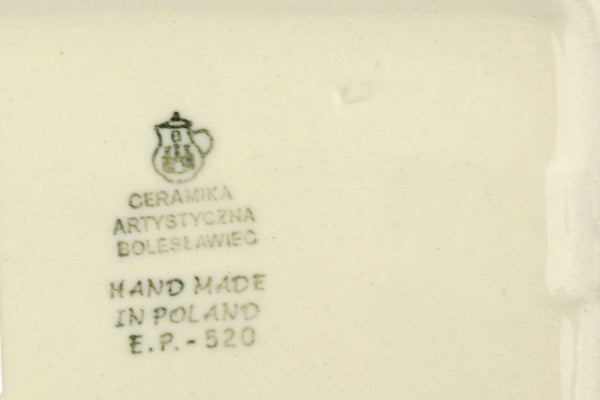 B
CERAMIKA
ARTYSTYCZNA
BOLESŁAWIEC
HAND MADE
IN POLAND
E.P.-520